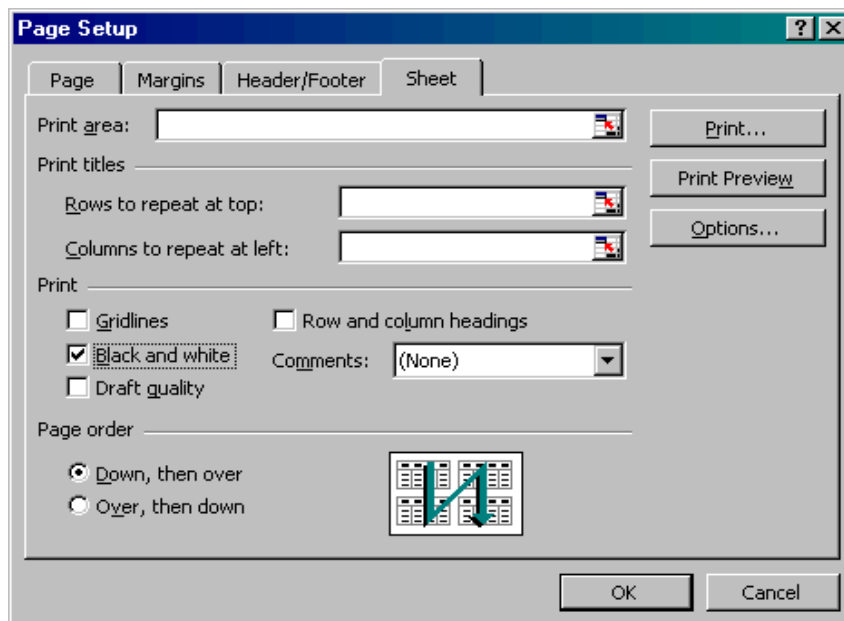 Page Setup
Page Margins Header/Footer Sheet
Print area:
Print...
Print titles
Print Preview
Rows to repeat at top:
Options...
Columns to repeat at left:
Print
Gridlines Row and column headings
Black and white Comments: (None)
Draft quality
Page order
Down, then over
Over, then down
OK Cancel